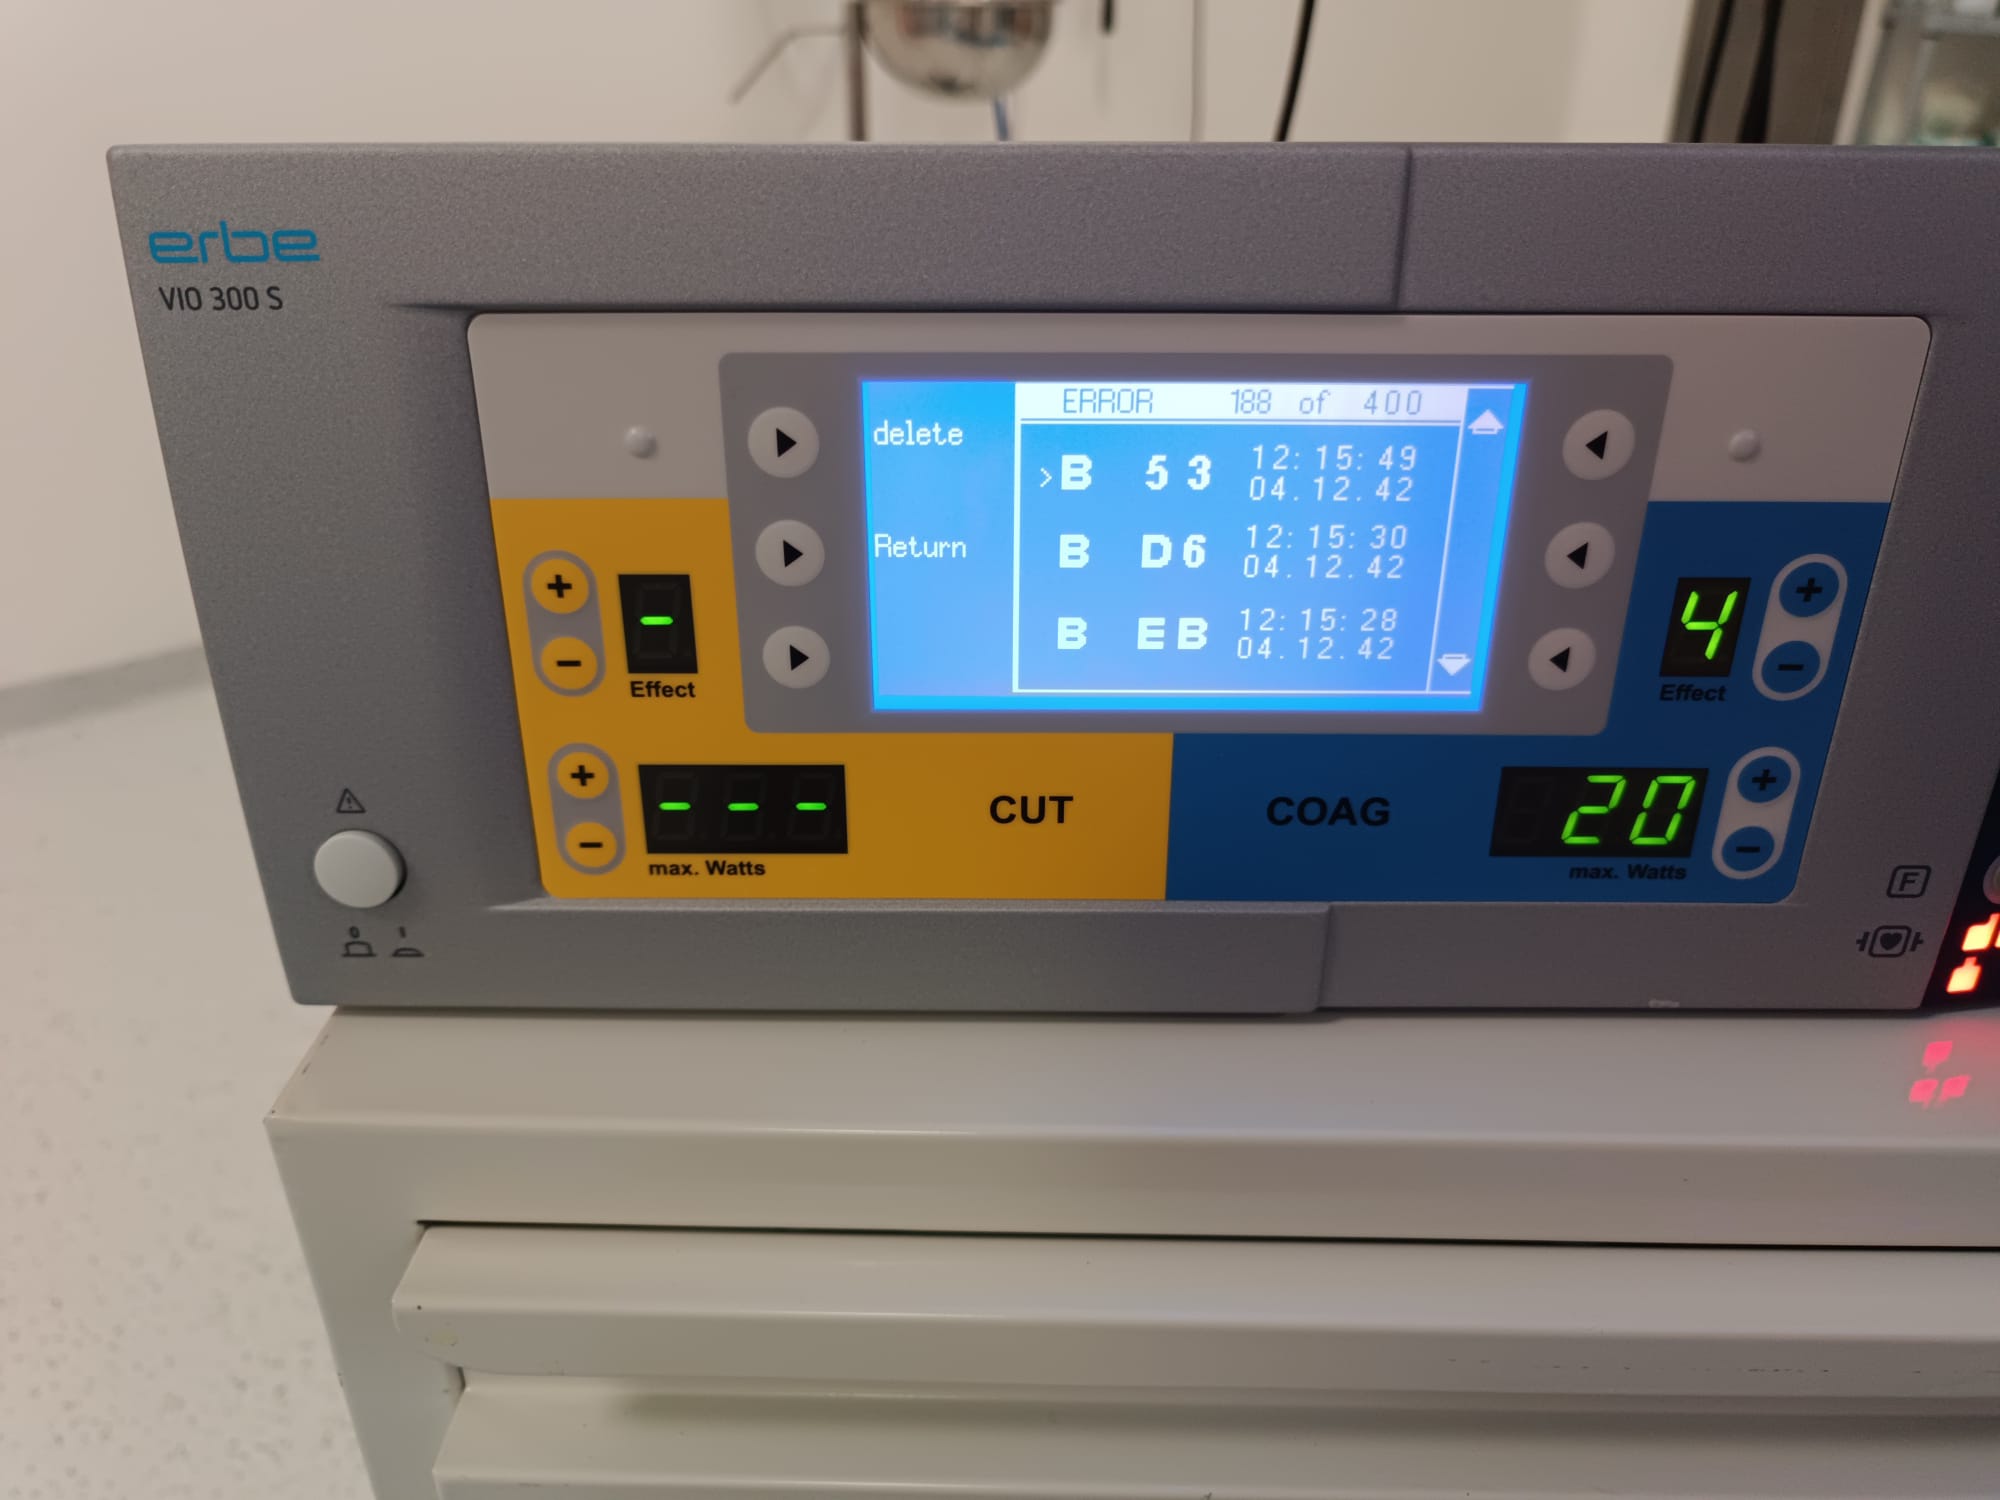 erbe
VIO 300 S
delete
Return
ERROR 188 of 400
>B 53 12:15:49
04.12.42
B D6 12:15:30
04.12.42
B EB 12:15:28
04.12.42
+
-
-
Effect
4
+
-
Effect
+
-
- - -
max. Watts
CUT
COAG
20
max. Watts
+
-
F